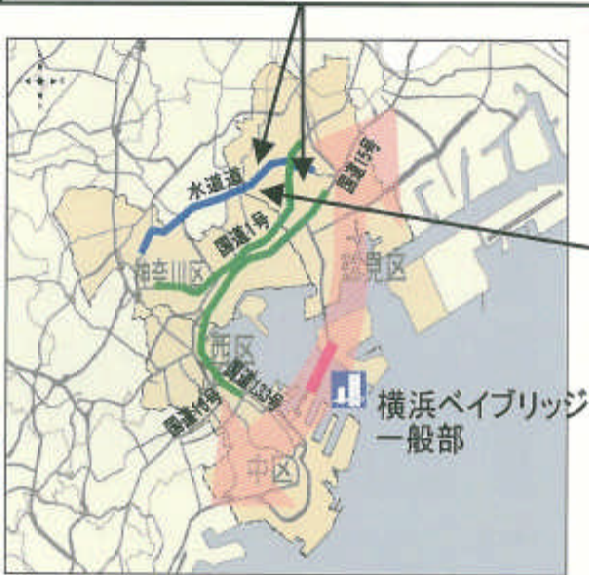 水道道
国道15号
国道1号
神奈川区
鶴見区
西区
国道133号
国道16号
横浜ベイブリッジ
一般部
中区